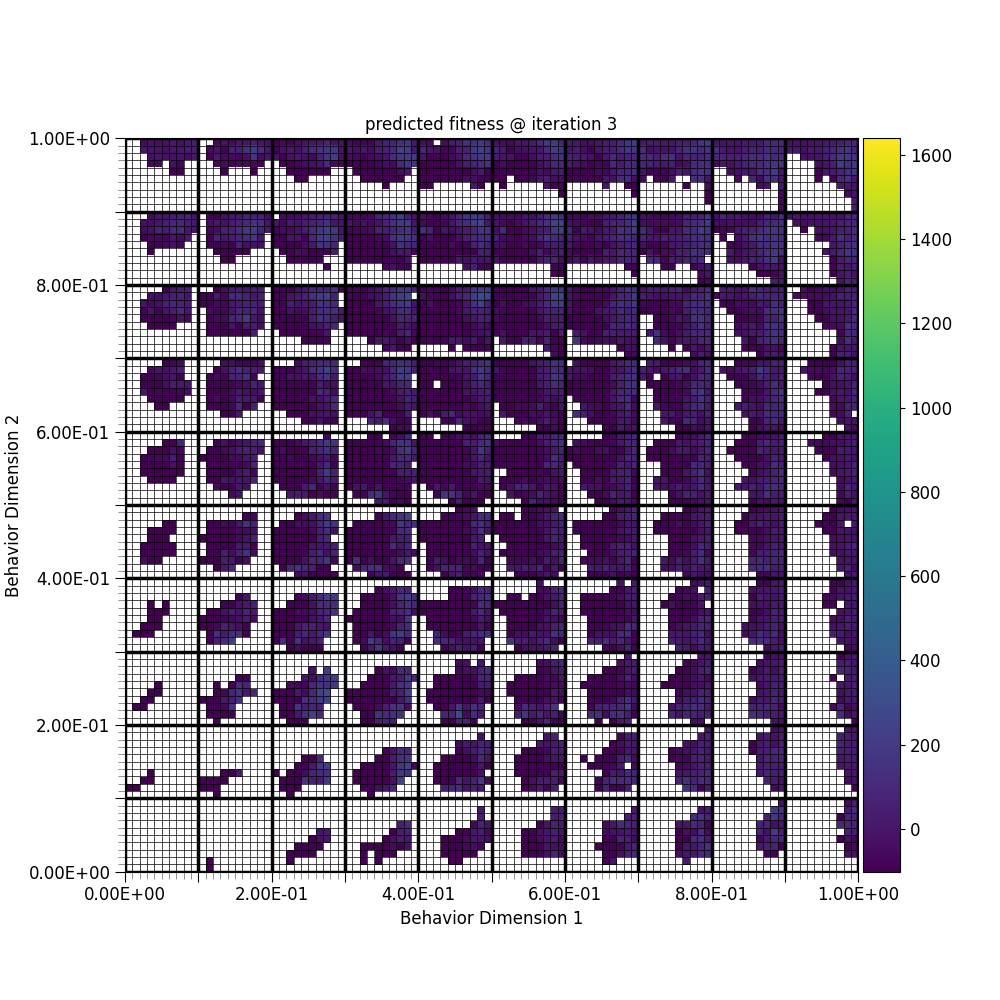 predicted fitness @ iteration 3
1.00E+00
8.00E-01
6.00E-01
4.00E-01
2.00E-01
0.00E+00
Behavior Dimension 2
0.00E+00 2.00E-01 4.00E-01 6.00E-01 8.00E-01 1.00E+00
Behavior Dimension 1
1600
1400
1200
1000
800
600
400
200
0